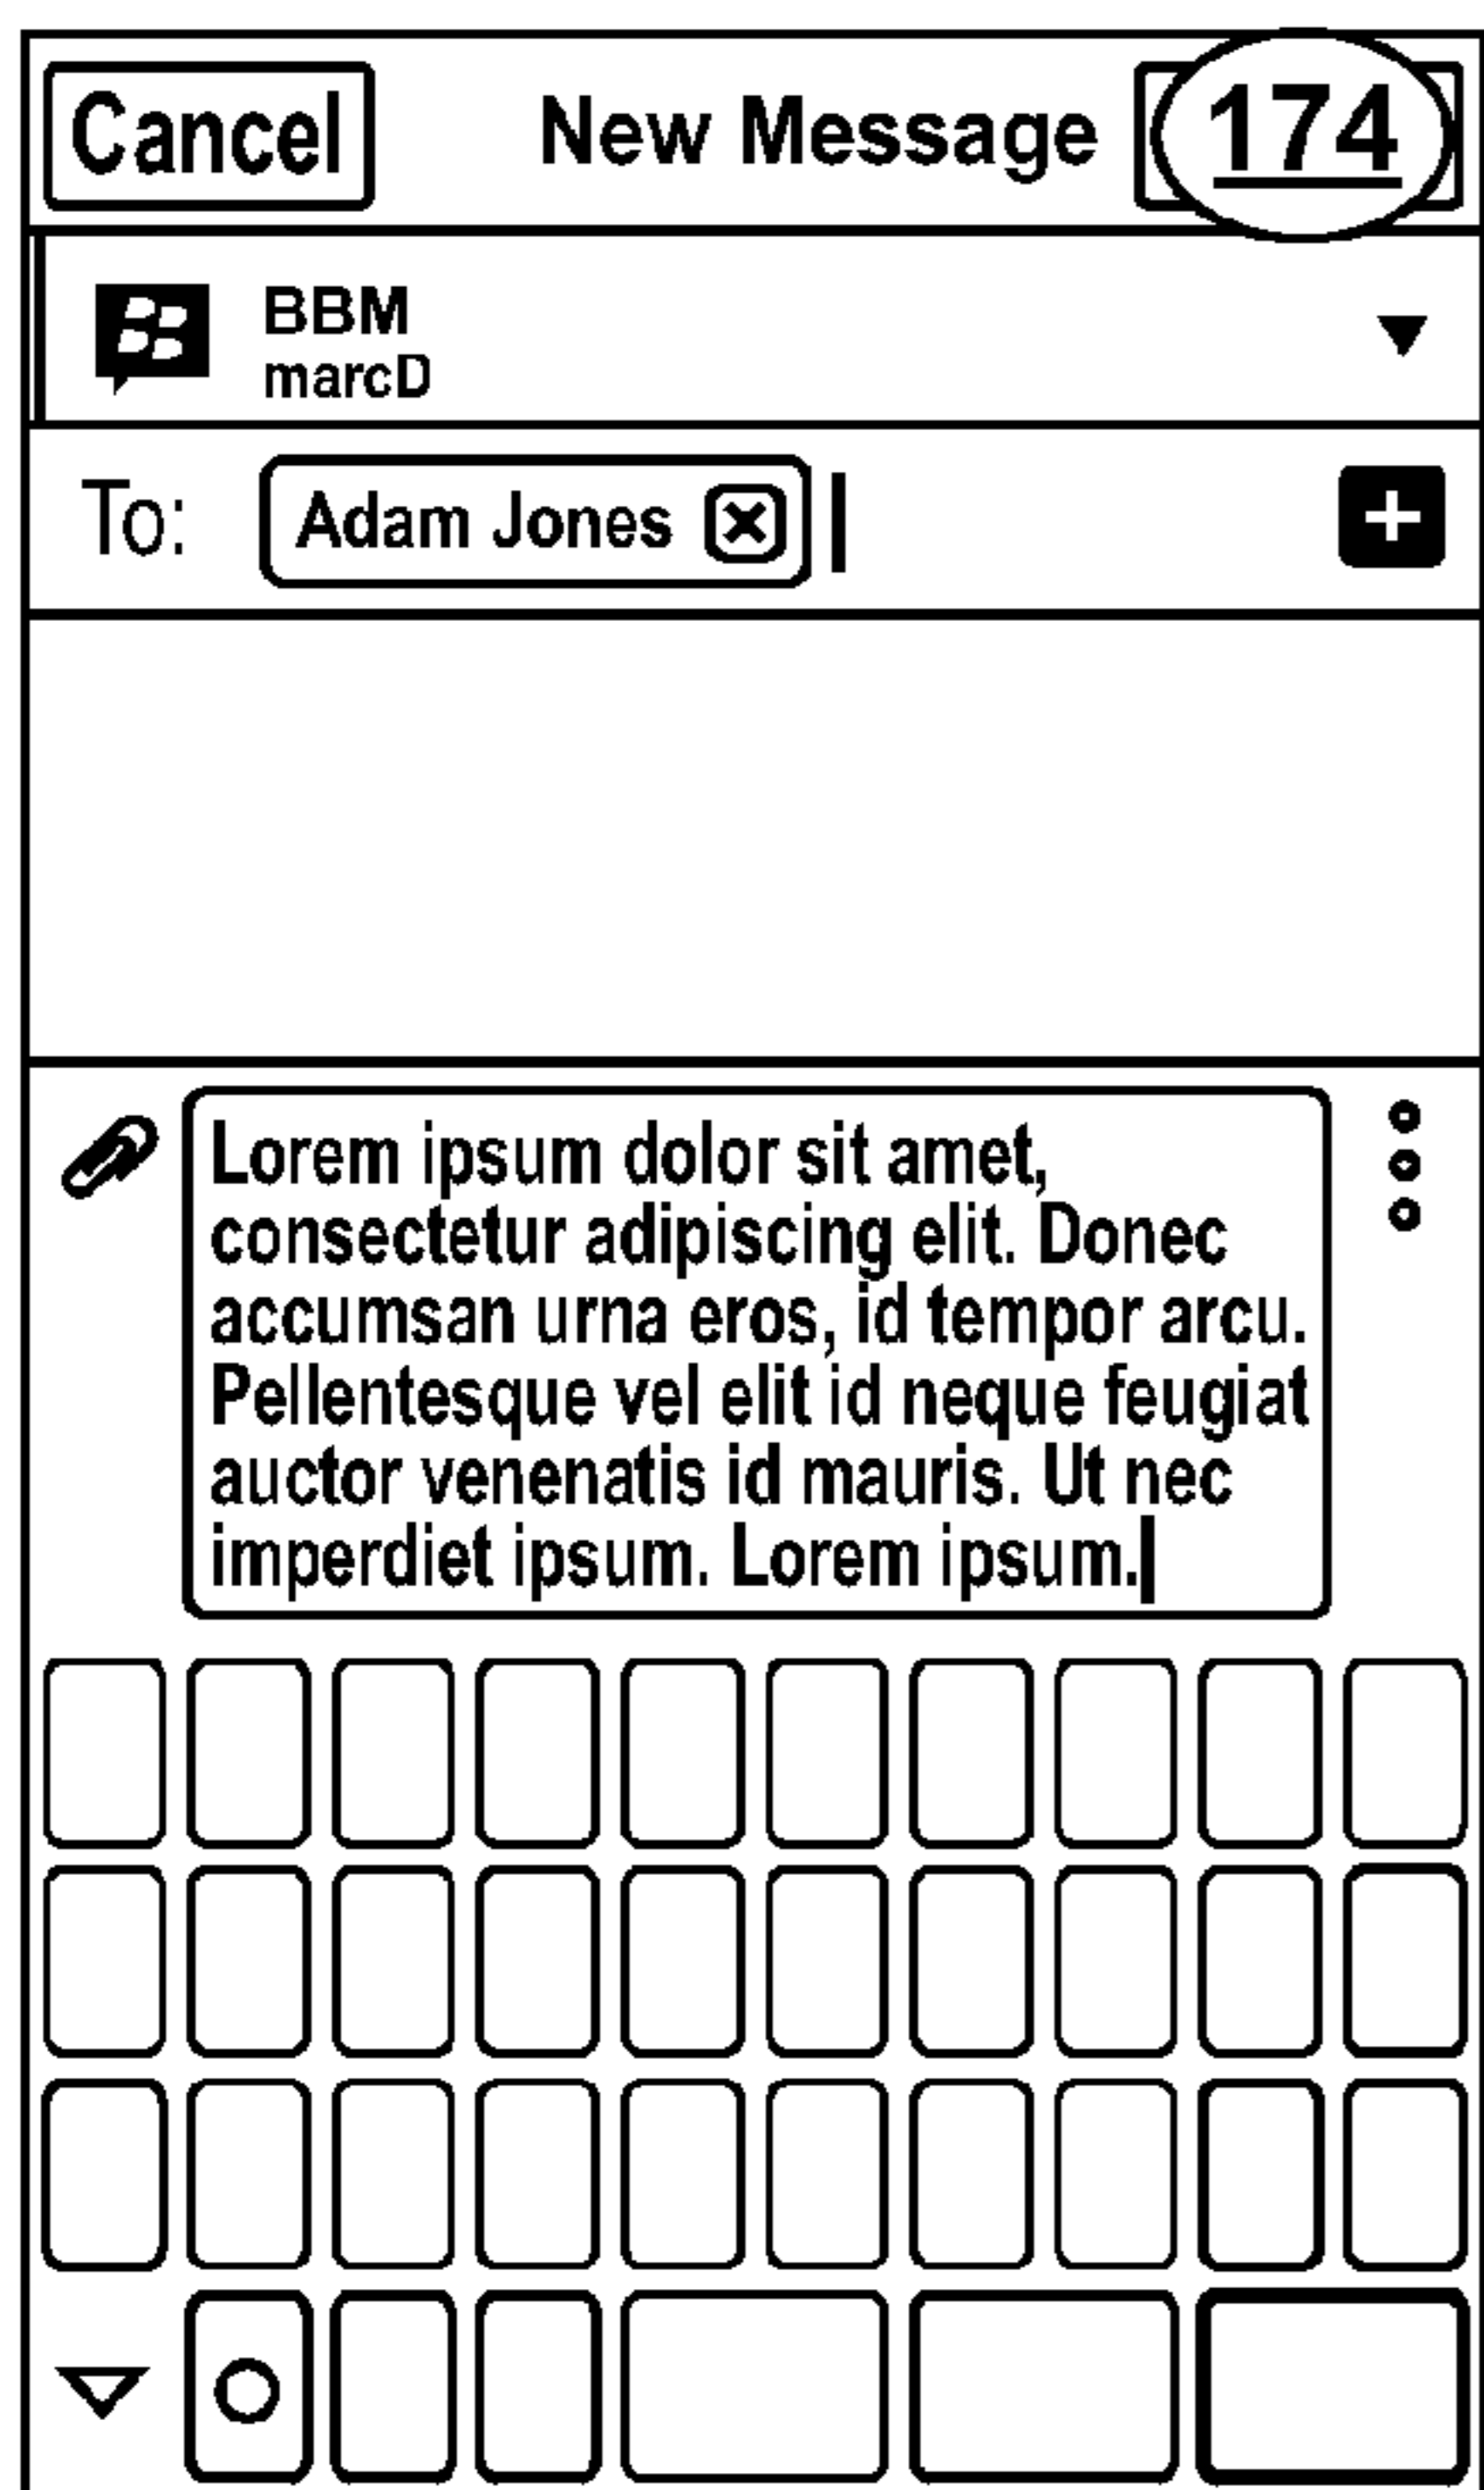 Cancel New Message 174
BBM
marcD
To: Adam Jones
Lorem ipsum dolor sit amet,
consectetur adipiscing elit. Donec
accumsan urna eros, id tempor arcu.
Pellentesque vel elit id neque feugiat
auctor venenatis id mauris. Ut nec
imperdiet ipsum. Lorem ipsum.